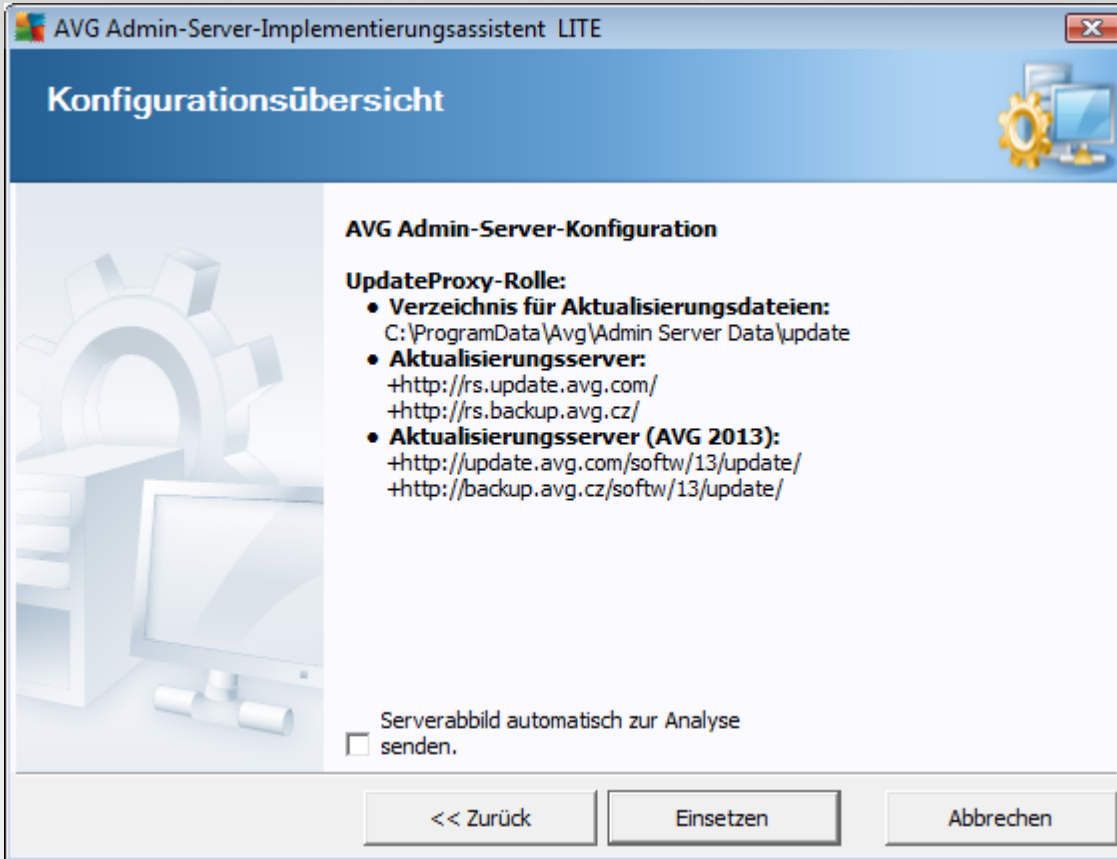 AVG Admin-Server-Implementierungsassistent LITE
Konfigurationsübersicht
AVG Admin-Server-Konfiguration
UpdateProxy-Rolle:
• Verzeichnis für Aktualisierungsdateien:
C:\ProgramData\Avg\Admin Server Data\update
• Aktualisierungsserver:
+http://rs.update.avg.com/
+http://rs.backup.avg.cz/
• Aktualisierungsserver (AVG 2013):
+http://update.avg.com/softw/13/update/
+http://backup.avg.cz/softw/13/update/
Serverabbild automatisch zur Analyse
senden.
<< Zurück
Einsetzen
Abbrechen